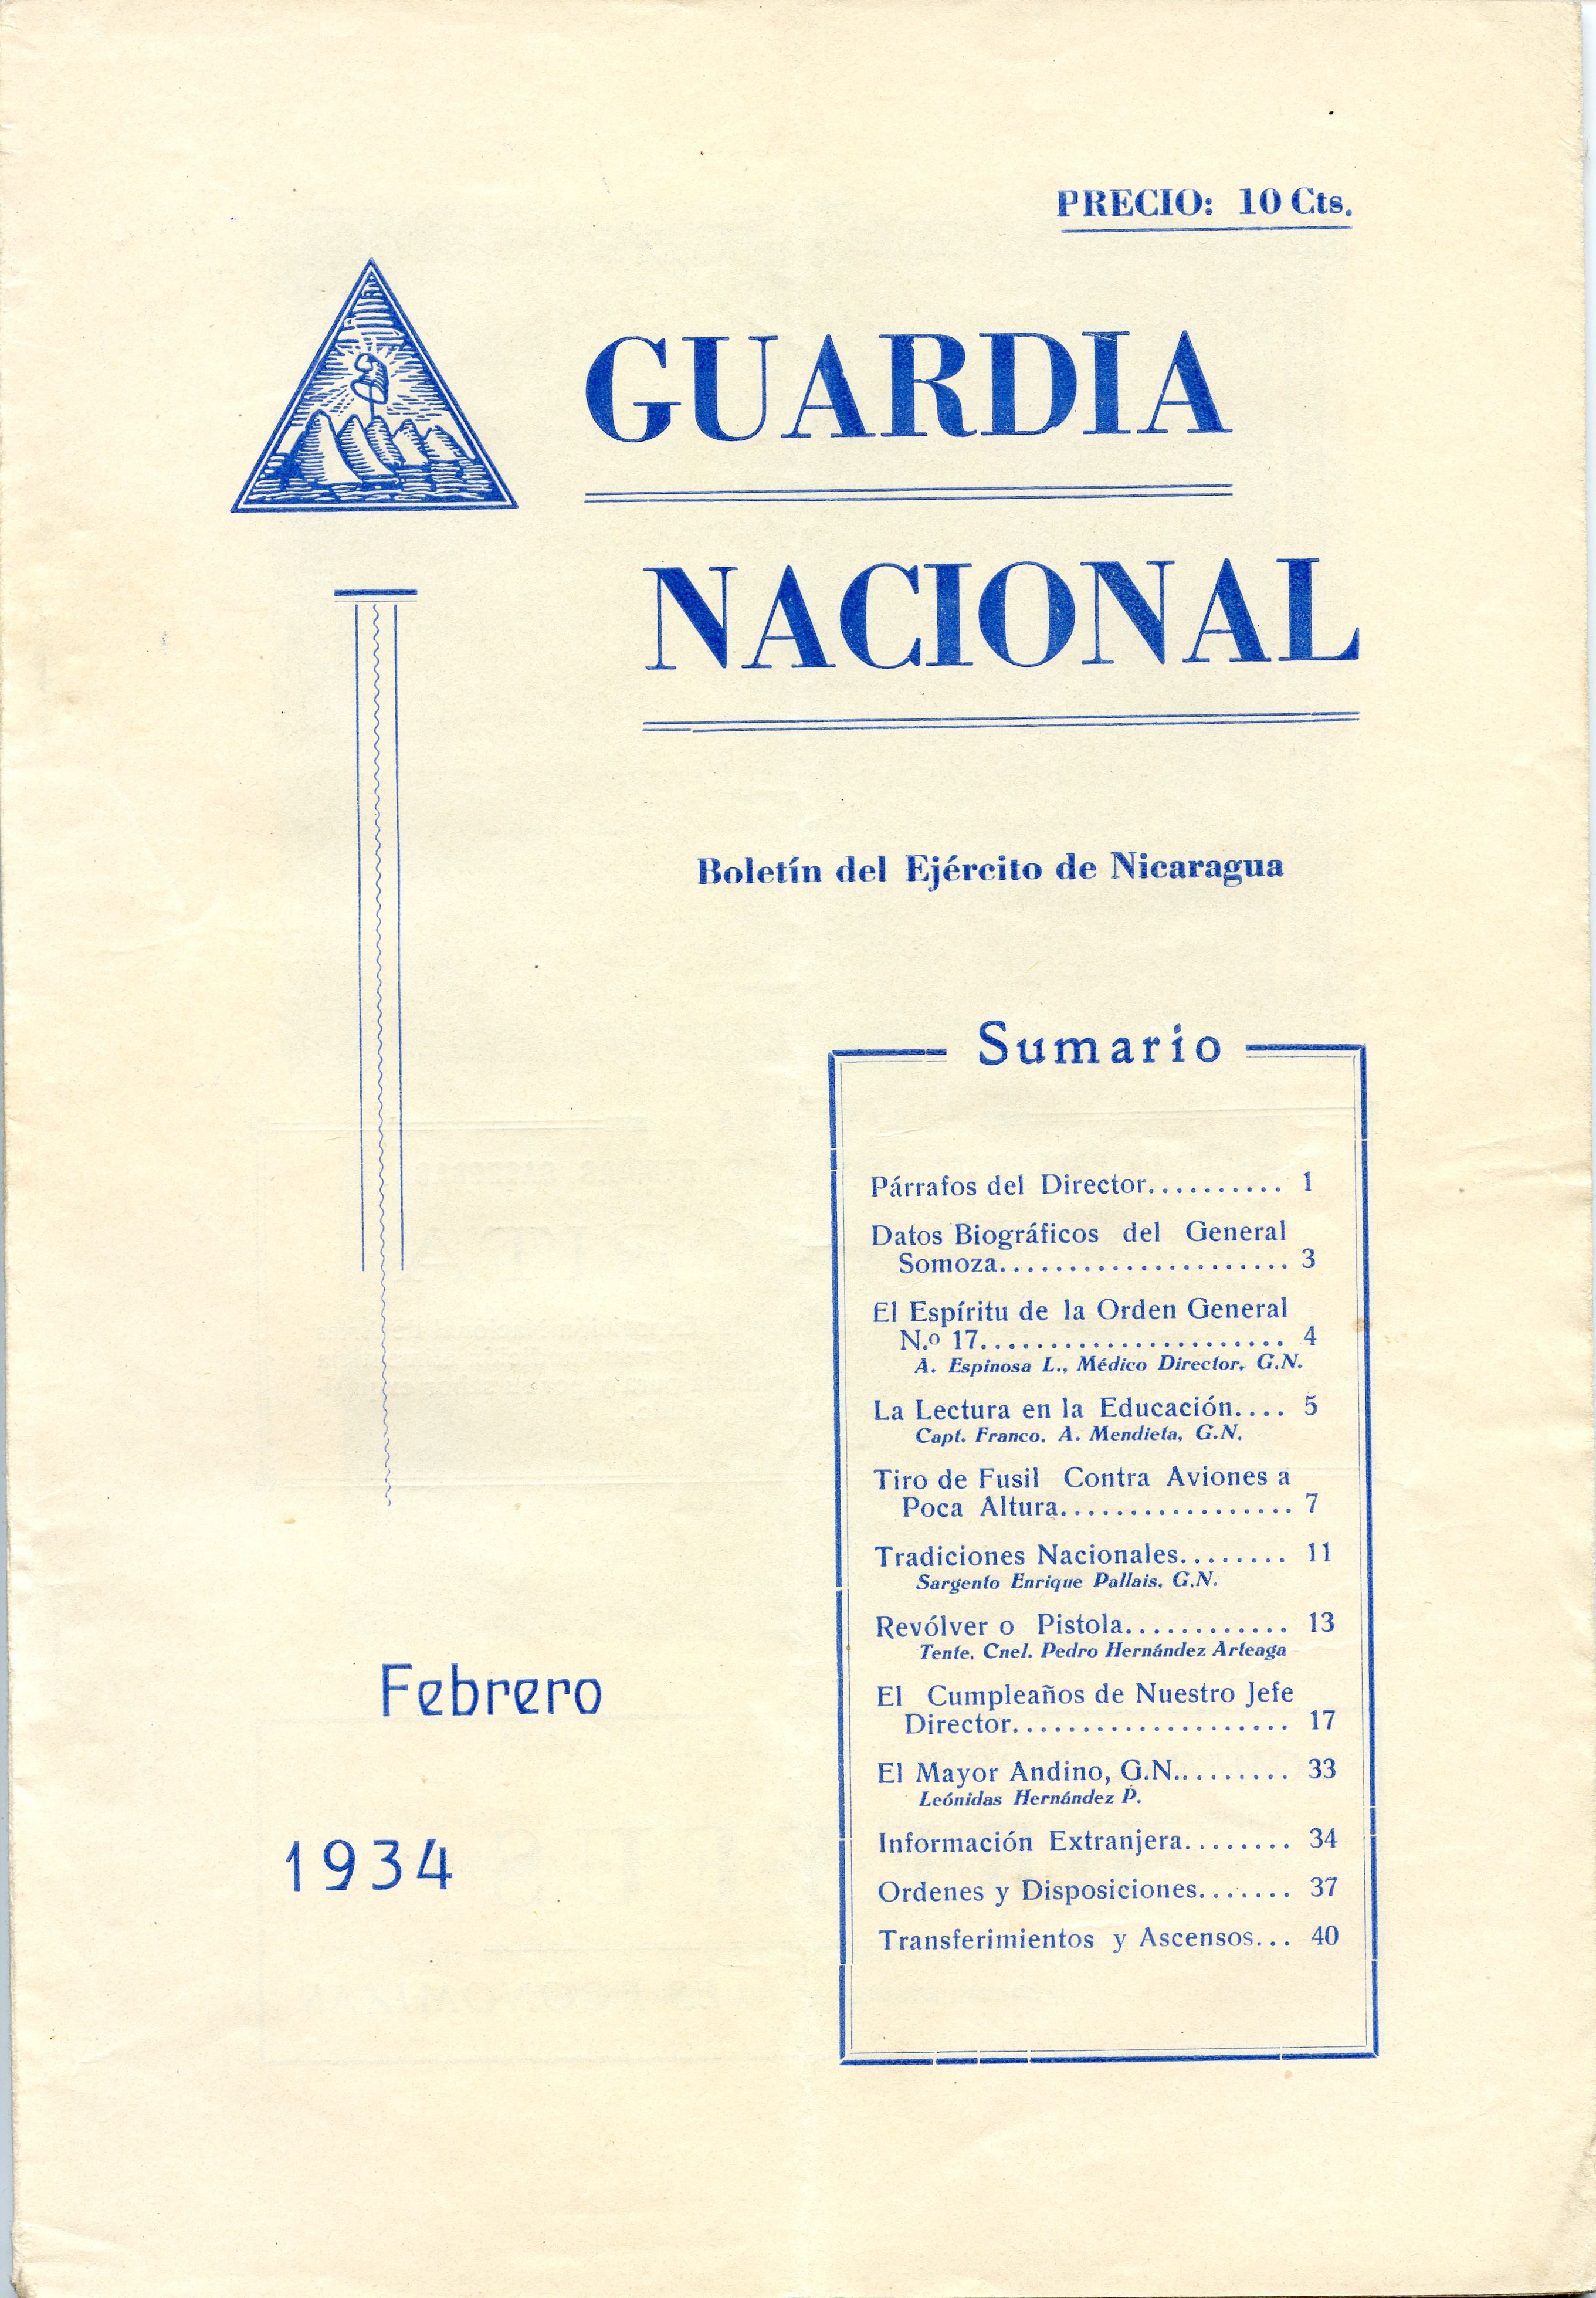 PRECIO: 10 Cts.
GUARDIA
NACIONAL
Boletín del Ejército de Nicaragua
Sumario
Párrafos del Director.......... 1
Datos Biográficos del General
Somoza..................... 3
El Espíritu de la Orden General
N.º 17...................... 4
A. Espinosa L., Médico Director, G.N.
La Lectura en la Educación.... 5
Capt. Franco. A. Mendieta, G.N.
Tiro de Fusil Contra Aviones a
Poca Altura................. 7
Tradiciones Nacionales........ 11
Sargento Enrique Pallais, G.N.
Revólver o Pistola............ 13
Tente. Cnel. Pedro Hernández Arteaga
El Cumpleaños de Nuestro Jefe
Director.................... 17
El Mayor Andino, G.N......... 33
Leónidas Hernández P.
Información Extranjera........ 34
Ordenes y Disposiciones....... 37
Transferimientos y Ascensos... 40
Febrero
1934